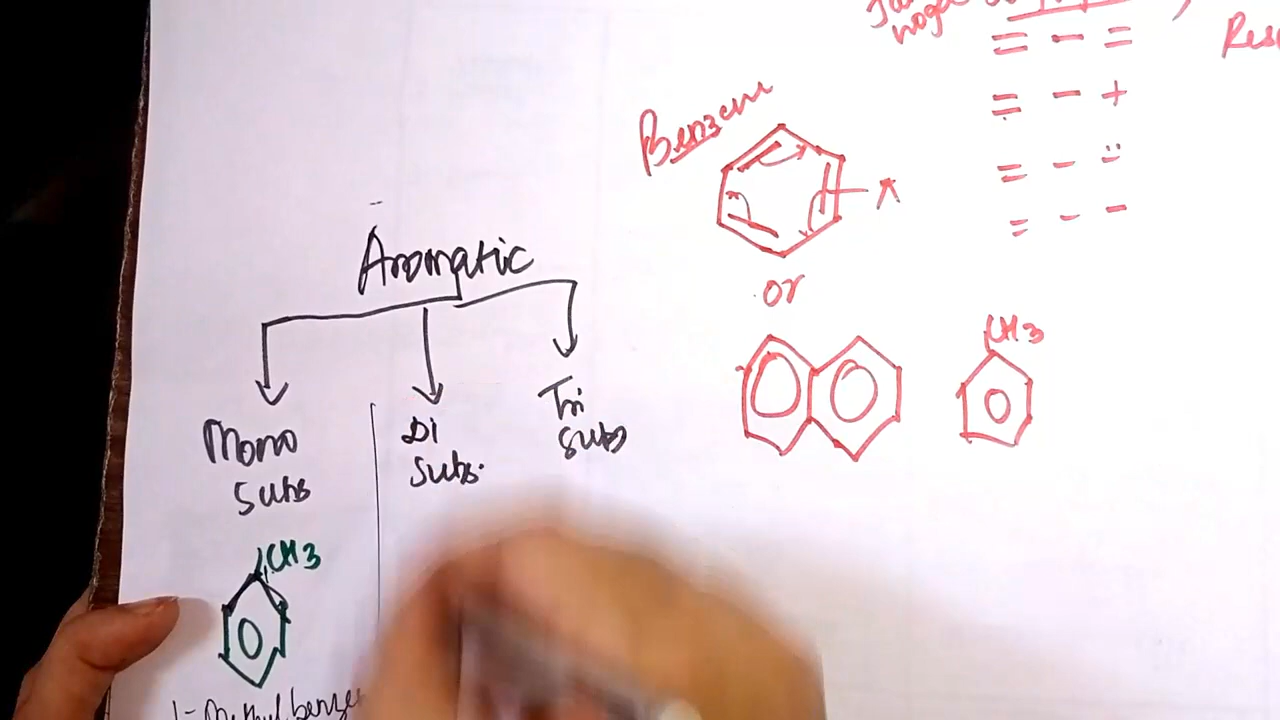 = - =
= - +
= - ..
= - -
Benzene
or
CH3
Aromatic
Mono
Subs
Di
Subs.
Tri
Subs
CH3